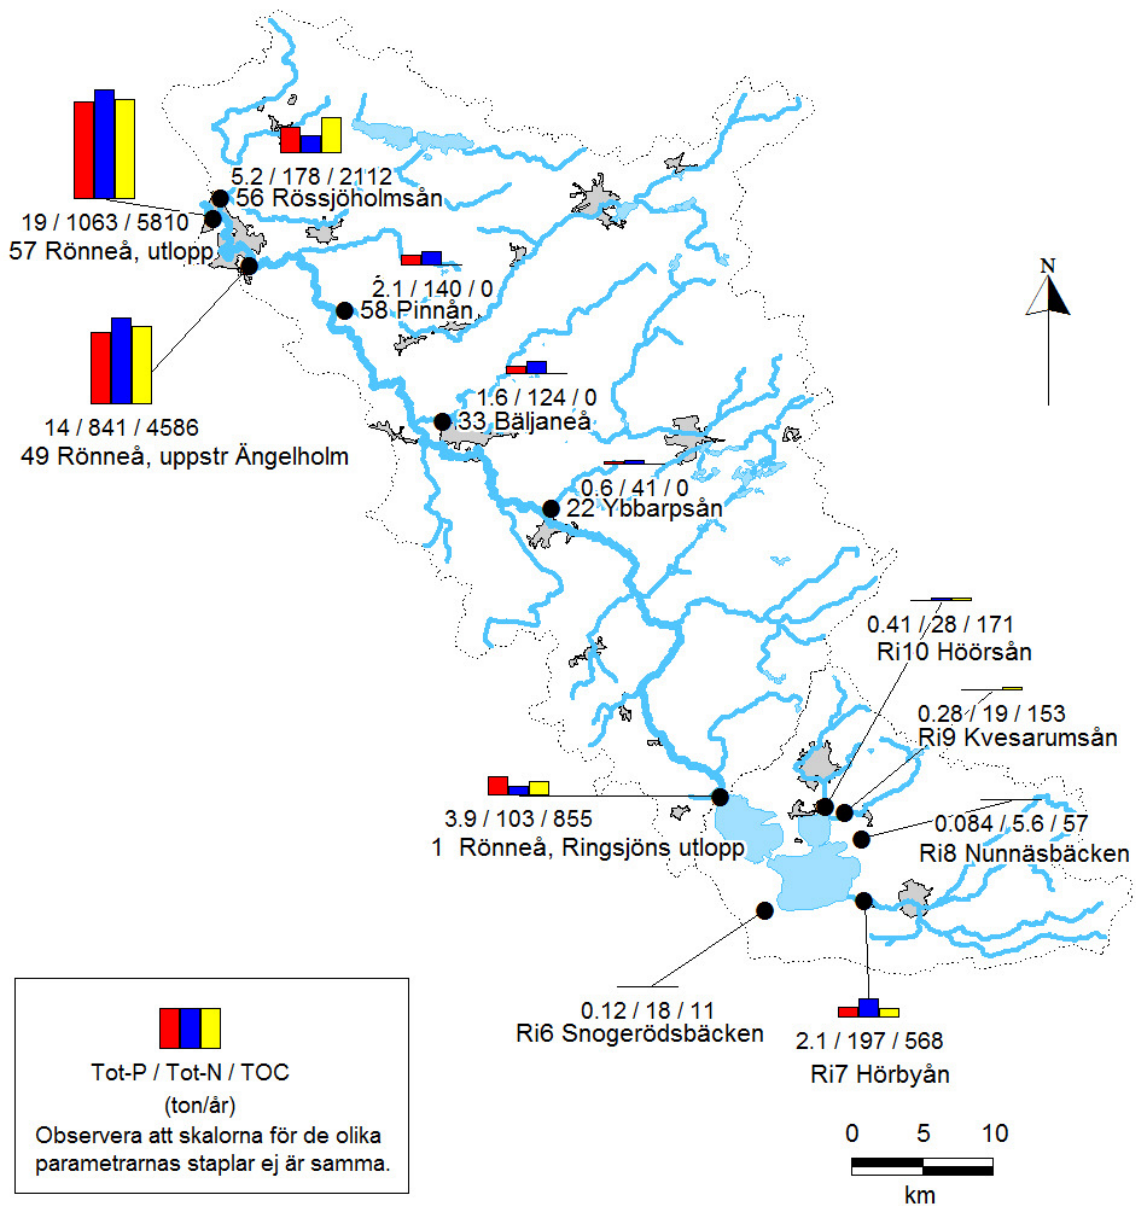 5.2 / 178 / 2112
56 Rössjöholmsån
19 / 1063 / 5810
57 Rönneå, utlopp
N
2.1 / 140 / 0
58 Pinnån
14 / 841 / 4586
49 Rönneå, uppstr Ängelholm
1.6 / 124 / 0
33 Bäljaneå
0.6 / 41 / 0
22 Ybbarpsån
0.41 / 28 / 171
Ri10 Höörsån
0.28 / 19 / 153
Ri9 Kvesarumsån
3.9 / 103 / 855
1 Rönneå, Ringsjöns utlopp
0.084 / 5.6 / 57
Ri8 Nunnäsbäcken
0.12 / 18 / 11
Ri6 Snogerödsbäcken
2.1 / 197 / 568
Ri7 Hörbyån
Tot-P / Tot-N / TOC
(ton/år)
Observera att skalorna för de olika
parametrarnas staplar ej är samma.
0 5 10
km